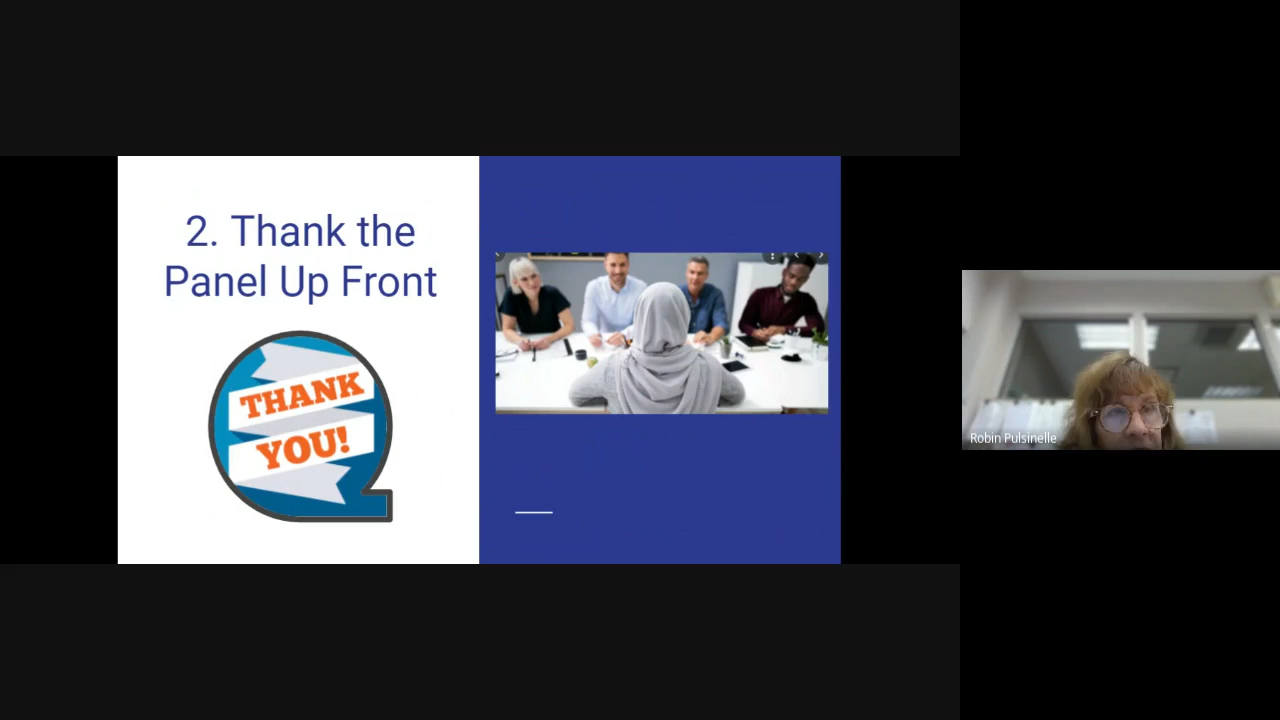 2. Thank the
Panel Up Front
THANK
YOU!
Robin Pulsinelle